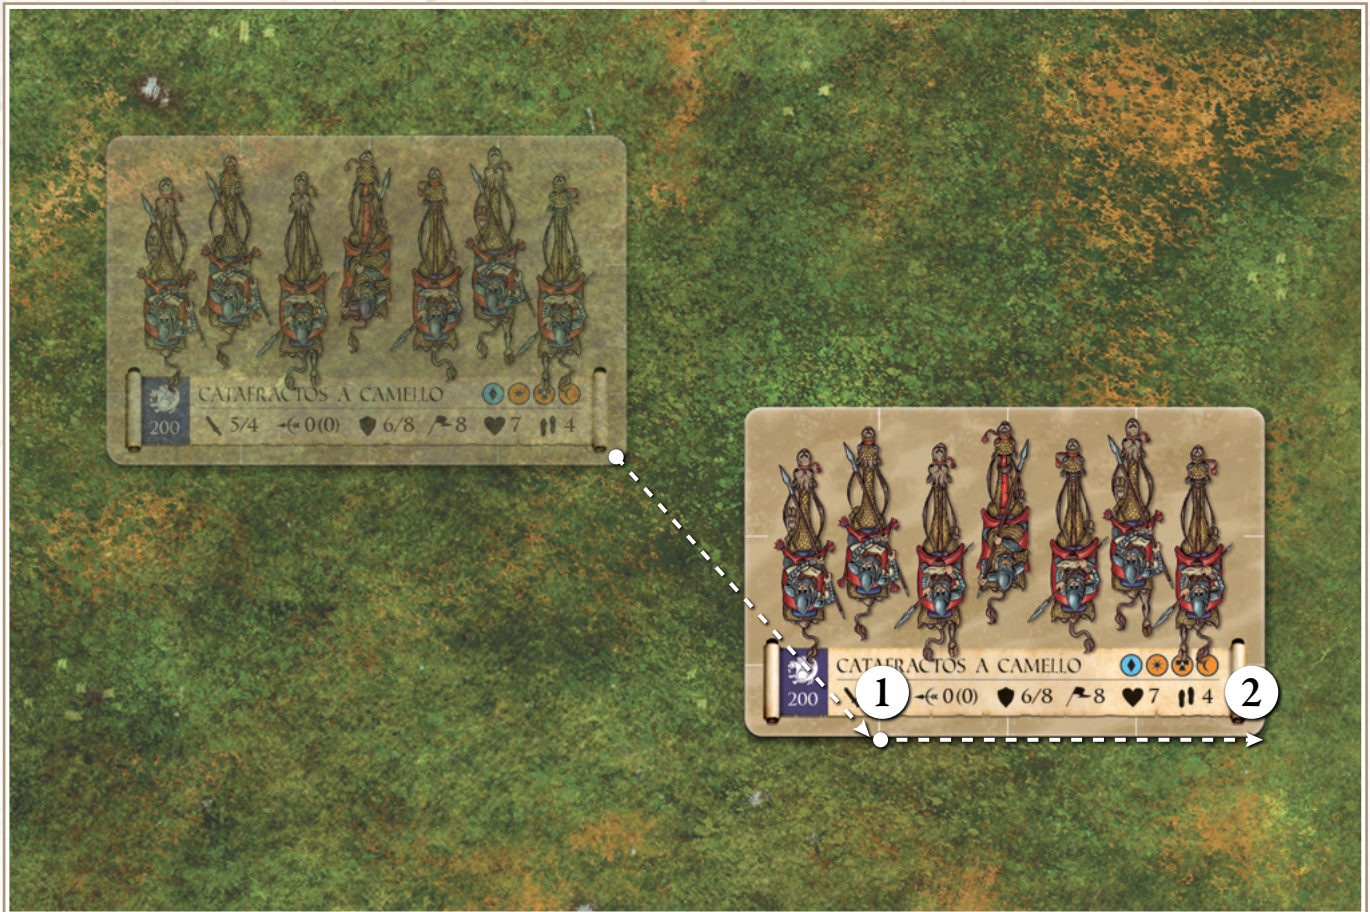 CATAFRACTOS A CAMELLO
200 5/4 0(0) 6/8 8 7 4
CATAFRACTOS A CAMELLO
200 1 0(0) 6/8 8 7 4 2